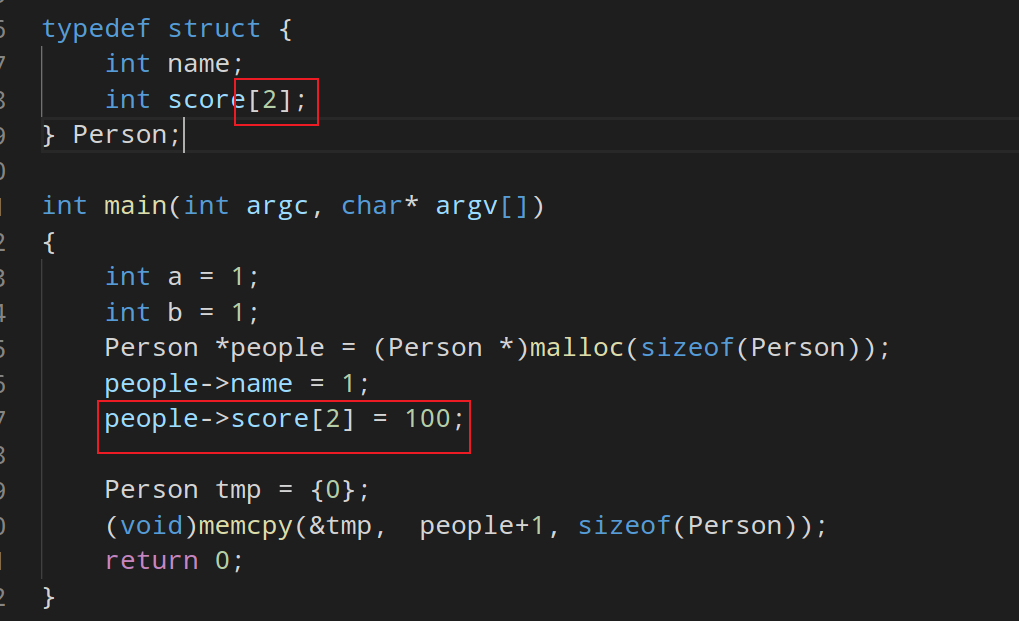 typedef struct {
    int name;
    int score[2];
} Person;

int main(int argc, char* argv[])
{
    int a = 1;
    int b = 1;
    Person *people = (Person *)malloc(sizeof(Person));
    people->name = 1;
    people->score[2] = 100;

    Person tmp = {0};
    (void)memcpy(&tmp,  people+1, sizeof(Person));
    return 0;
}